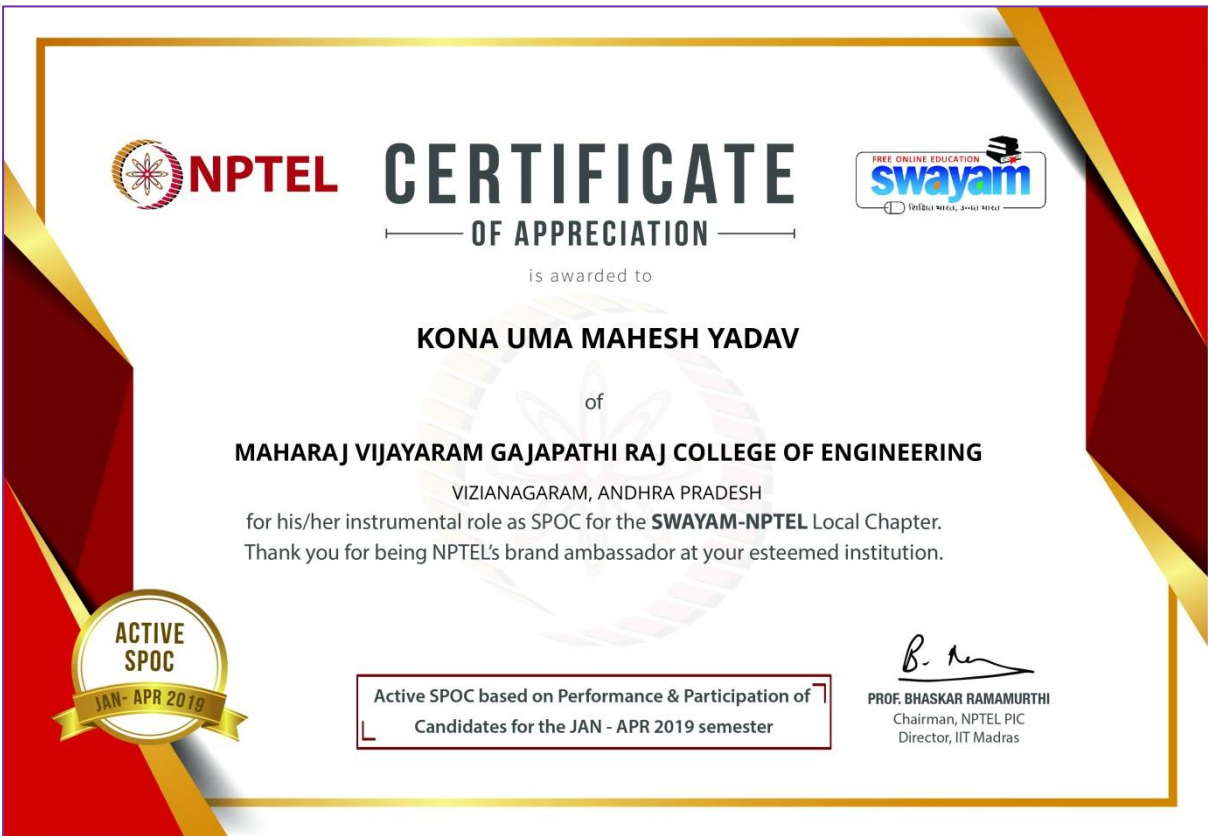 NPTEL
CERTIFICATE
OF APPRECIATION
FREE ONLINE EDUCATION
swayam
शिक्षित भारत, उन्नत भारत
is awarded to
KONA UMA MAHESH YADAV
of
MAHARAJ VIJAYARAM GAJAPATHI RAJ COLLEGE OF ENGINEERING
VIZIANAGARAM, ANDHRA PRADESH
for his/her instrumental role as SPOC for the SWAYAM-NPTEL Local Chapter.
Thank you for being NPTEL's brand ambassador at your esteemed institution.
ACTIVE
SPOC
JAN- APR 2019
Active SPOC based on Performance & Participation of
Candidates for the JAN - APR 2019 semester
PROF. BHASKAR RAMAMURTHI
Chairman, NPTEL PIC
Director, IIT Madras